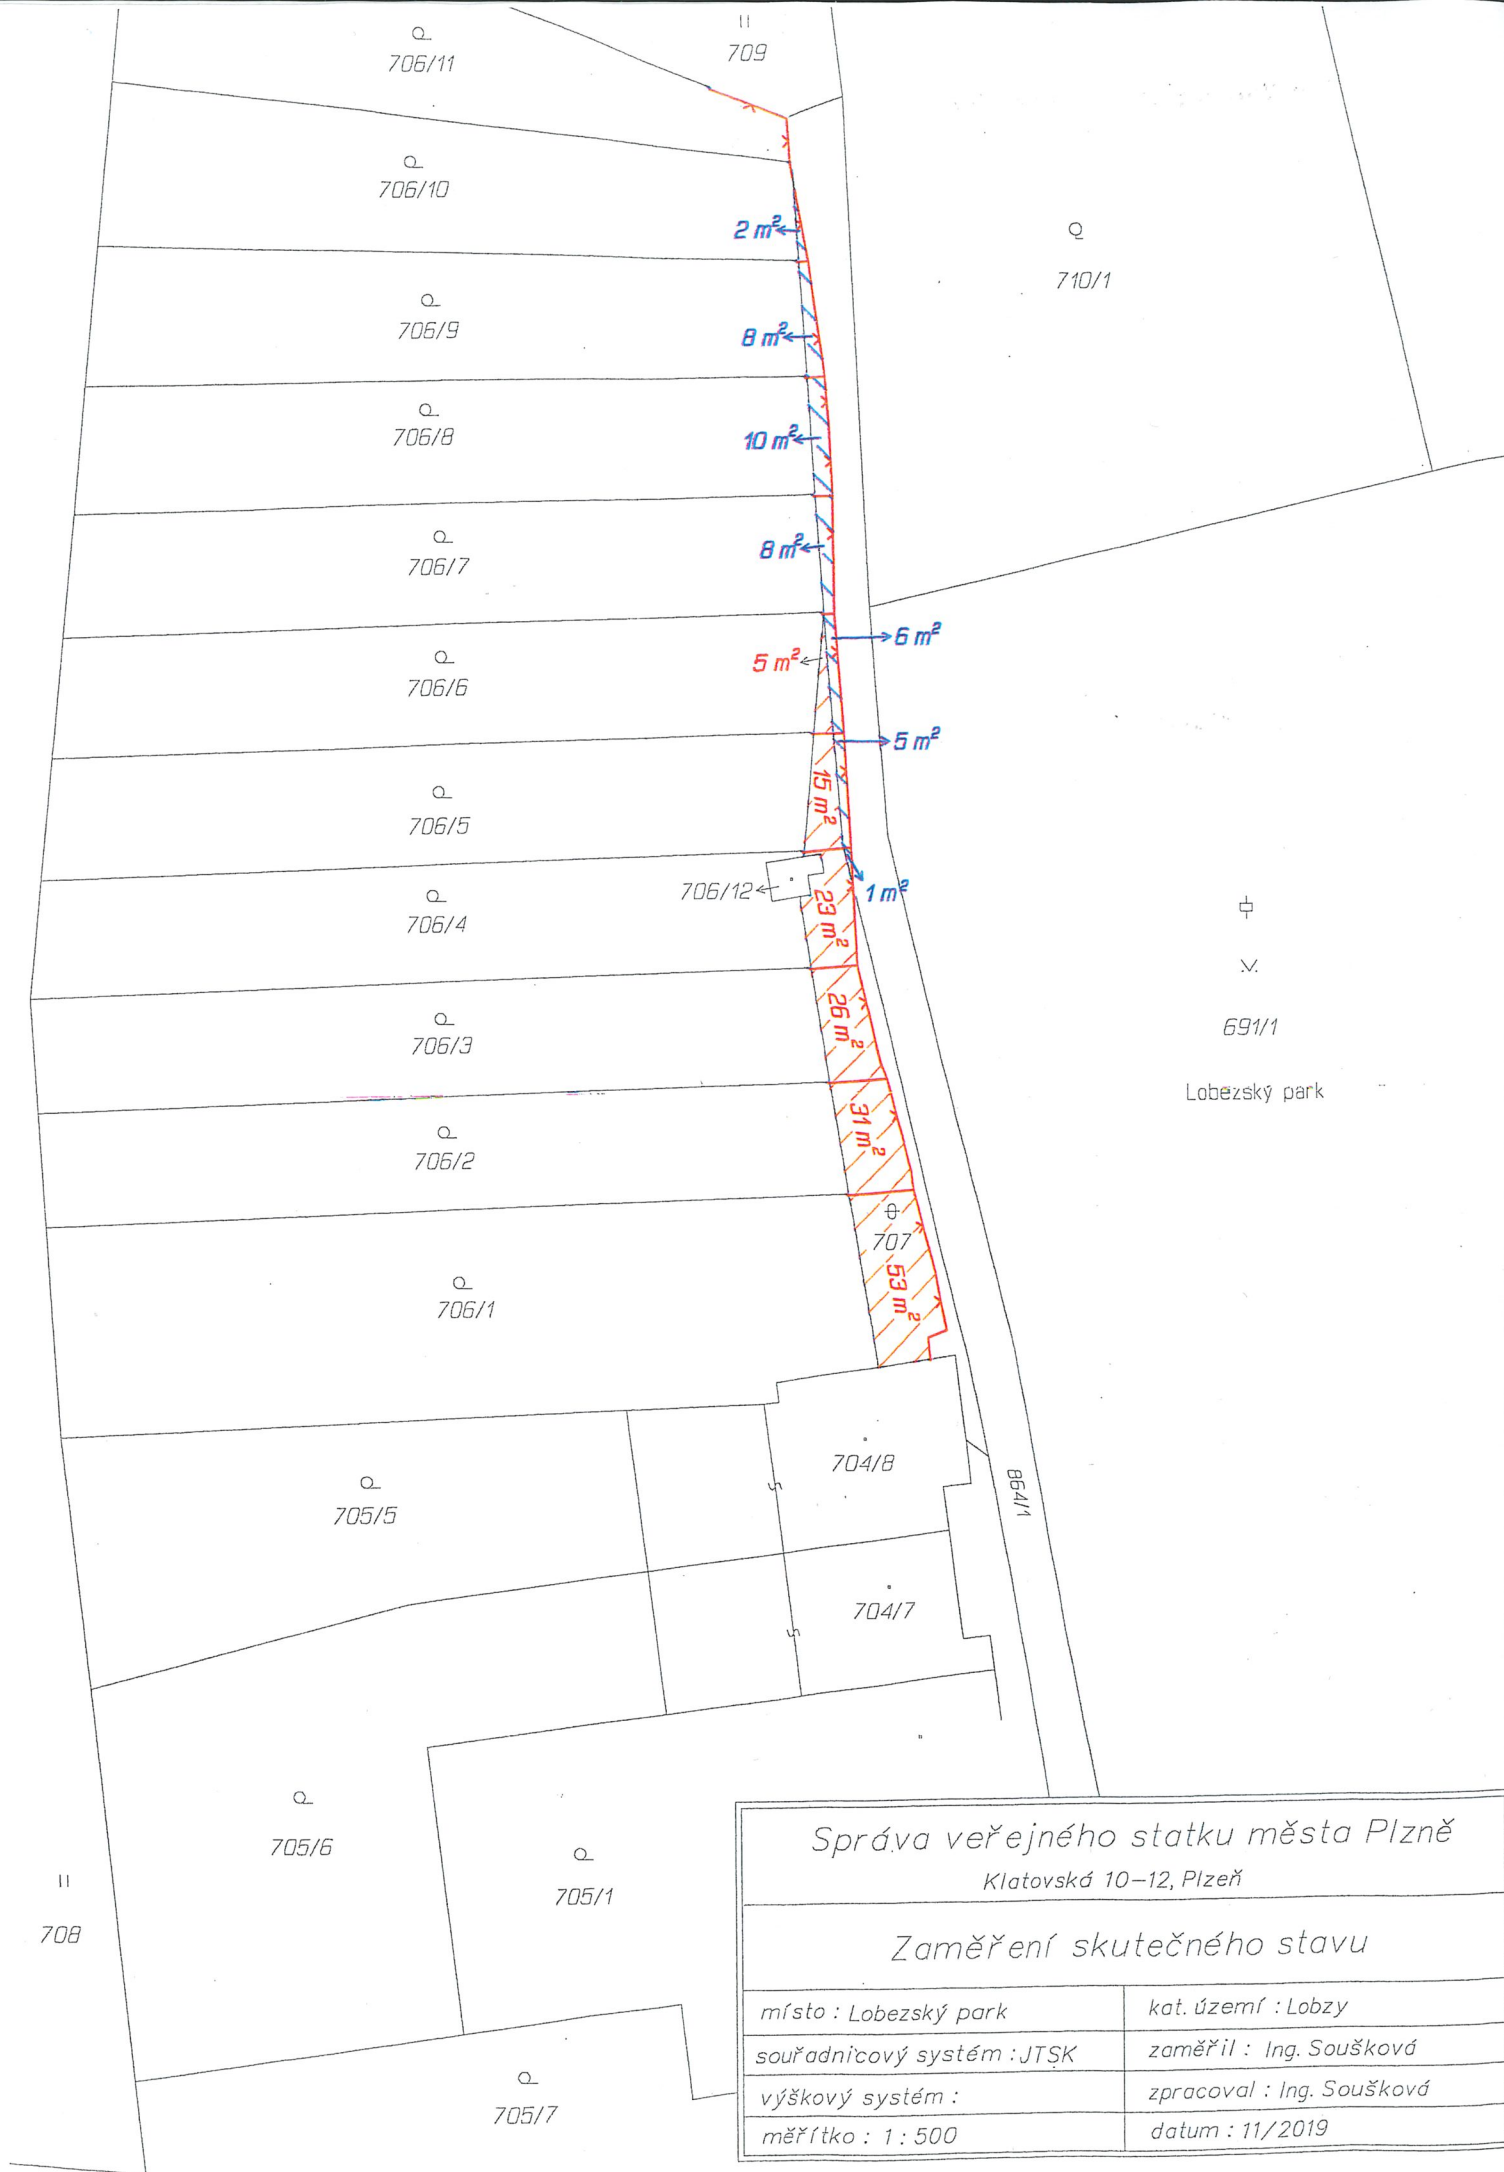 706/11
709
706/10
2 m²
710/1
706/9
8 m²
706/8
10 m²
706/7
8 m²
6 m²
5 m²
706/6
5 m²
15 m²
706/5
706/12
1 m²
706/4
23 m²
691/1
26 m²
706/3
Lobezský park
31 m²
706/2
707
53 m²
706/1
704/8
864/1
705/5
704/7
705/6
705/1
708
705/7
Správa veřejného statku města Plzně
Klatovská 10-12, Plzeň
Zaměření skutečného stavu
místo : Lobezský park
kat. území : Lobzy
souřadnicový systém : JTSK
zaměřil : Ing. Soušková
výškový systém :
zpracoval : Ing. Soušková
měřítko : 1 : 500
datum : 11/2019